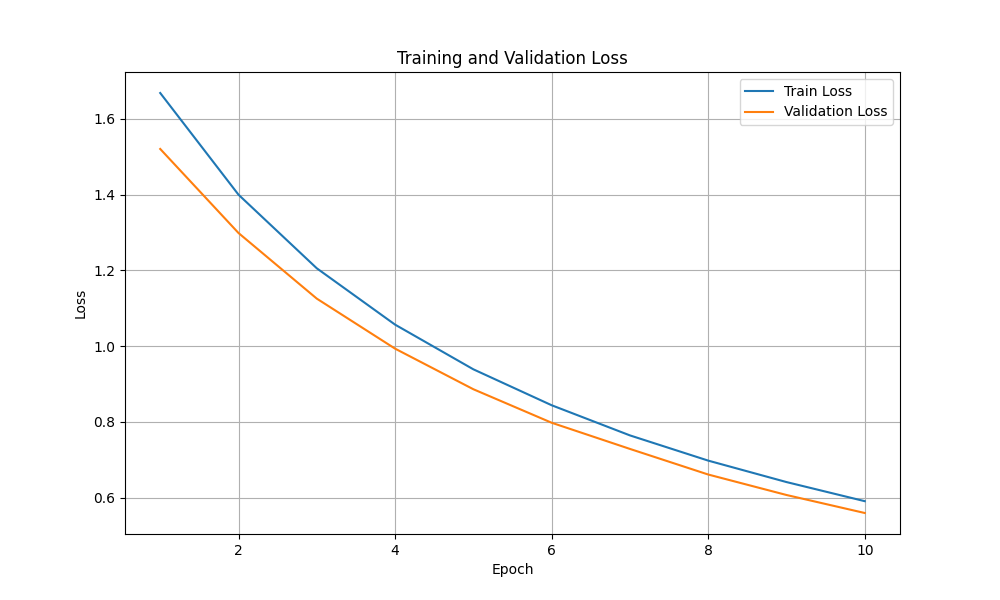 Training and Validation Loss
Train Loss
Validation Loss
1.6
1.4
1.2
1.0
0.8
0.6
Loss
2 4 6 8 10
Epoch